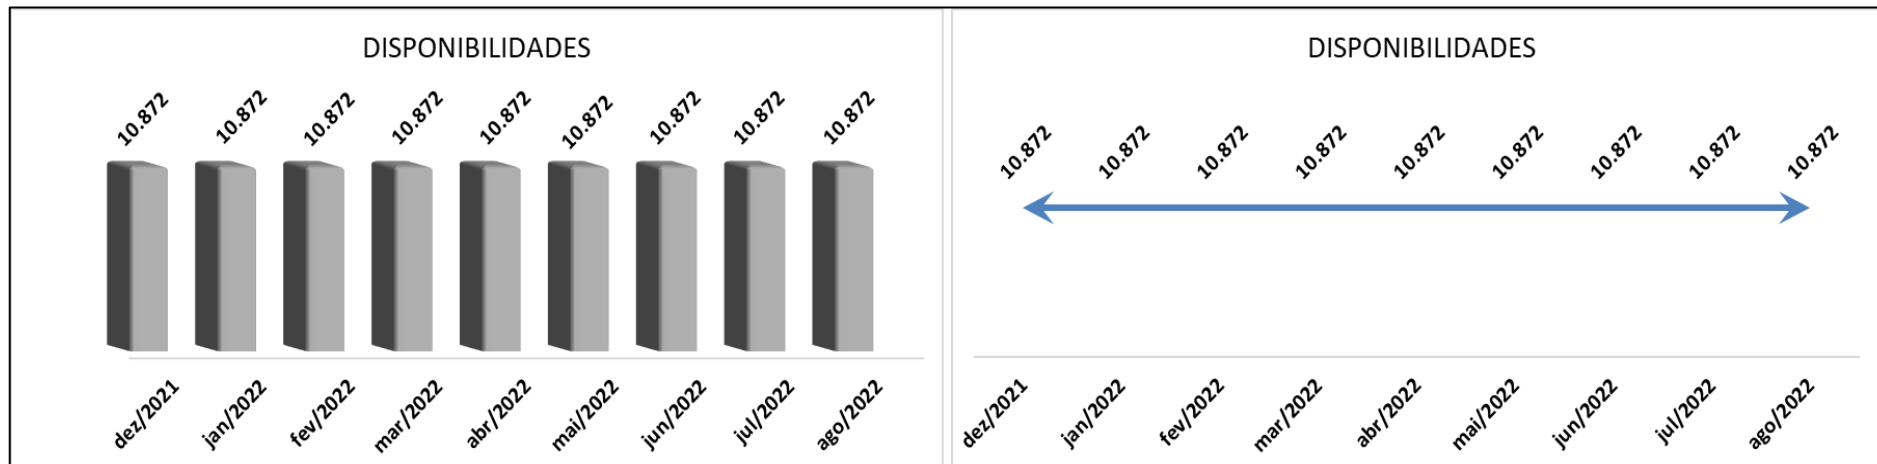 DISPONIBILIDADES
10.872 10.872 10.872 10.872 10.872 10.872 10.872 10.872 10.872
dez/2021 jan/2022 fev/2022 mar/2022 abr/2022 mai/2022 jun/2022 jul/2022 ago/2022
DISPONIBILIDADES
10.872 10.872 10.872 10.872 10.872 10.872 10.872 10.872 10.872
dez/2021 jan/2022 fev/2022 mar/2022 abr/2022 mai/2022 jun/2022 jul/2022 ago/2022